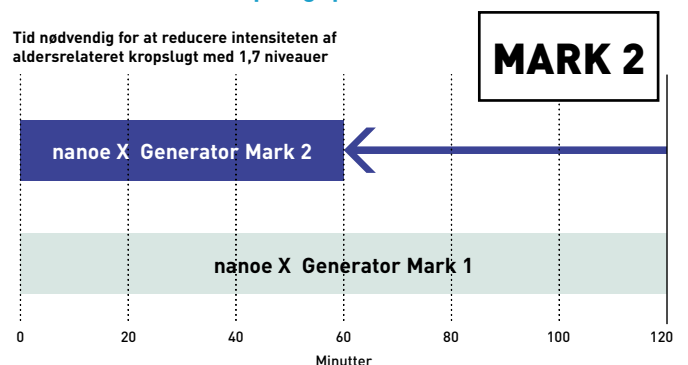 Tid nødvendig for at reducere intensiteten af
aldersrelateret kropslugt med 1,7 niveauer
MARK 2
nanoe X Generator Mark 2
nanoe X Generator Mark 1
0 20 40 60 80 100 120
Minutter